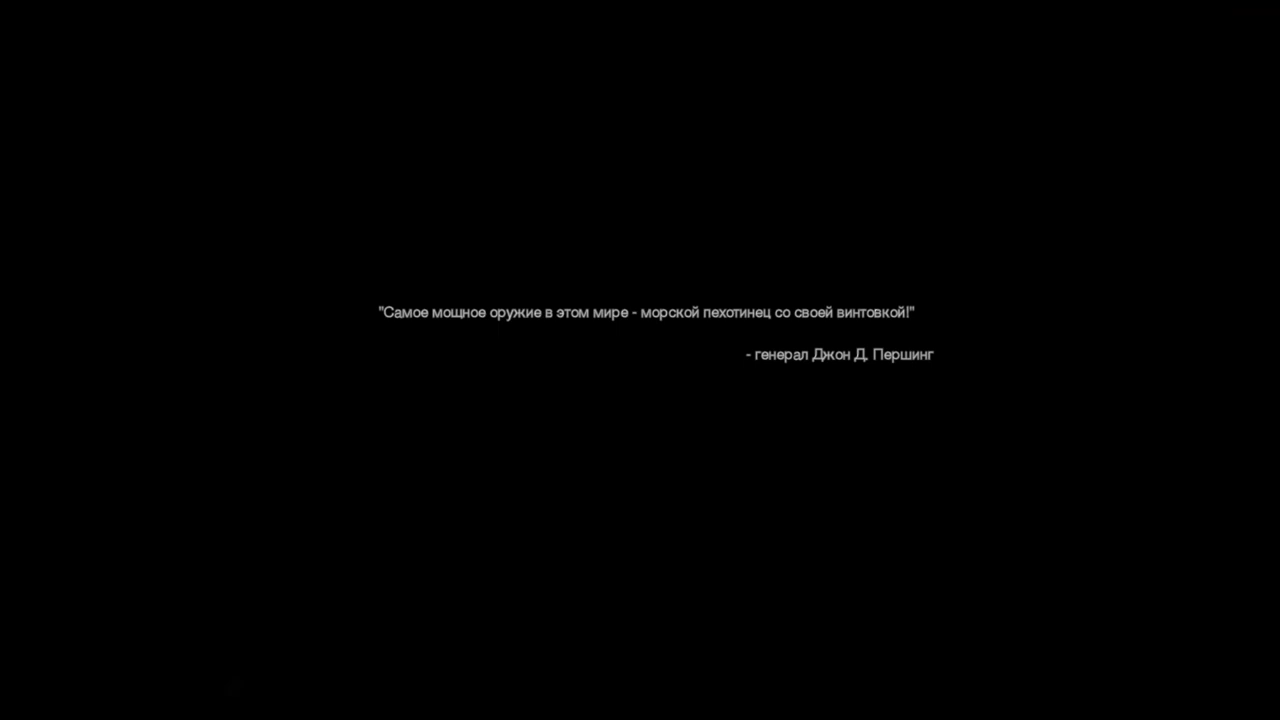 "Самое мощное оружие в этом мире - морской пехотинец со своей винтовкой!"
- генерал Джон Д. Першинг